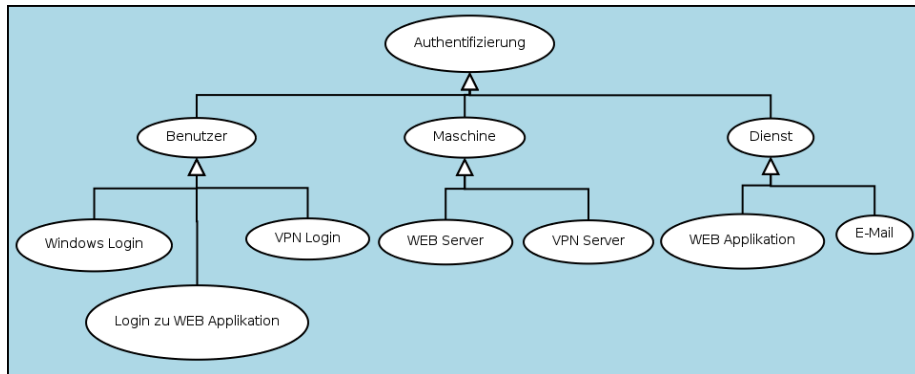 Authentifizierung
Benutzer
Maschine
Dienst
Windows Login
VPN Login
WEB Server
VPN Server
WEB Applikation
E-Mail
Login zu WEB Applikation